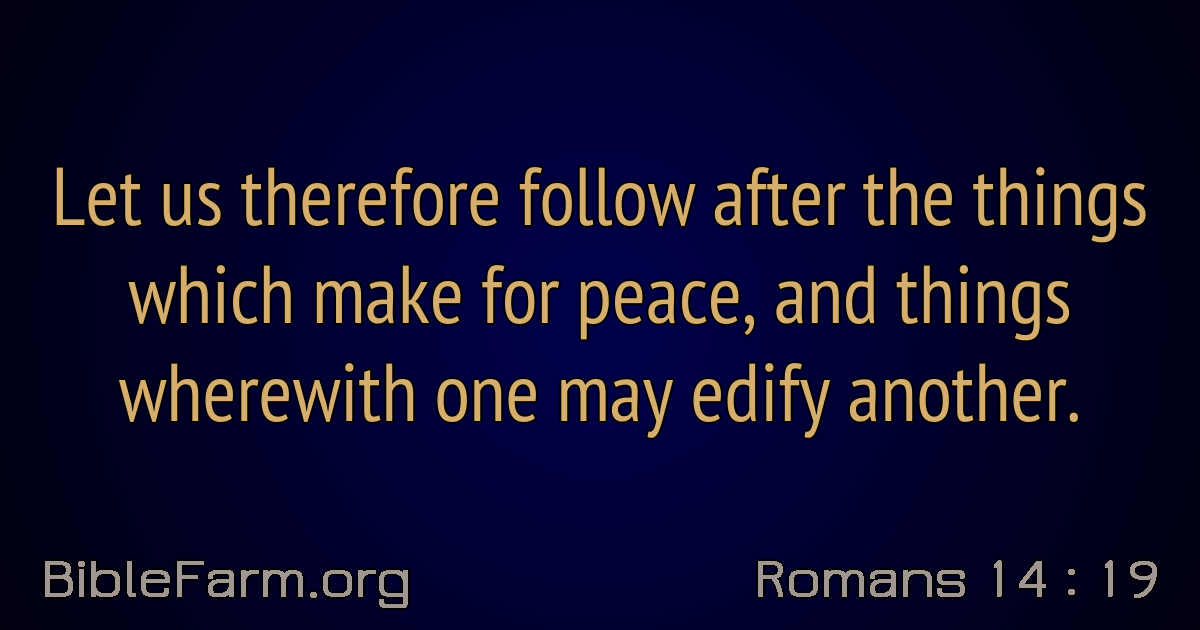 Let us therefore follow after the things
which make for peace, and things
wherewith one may edify another.
BibleFarm.org
Romans 14 : 19